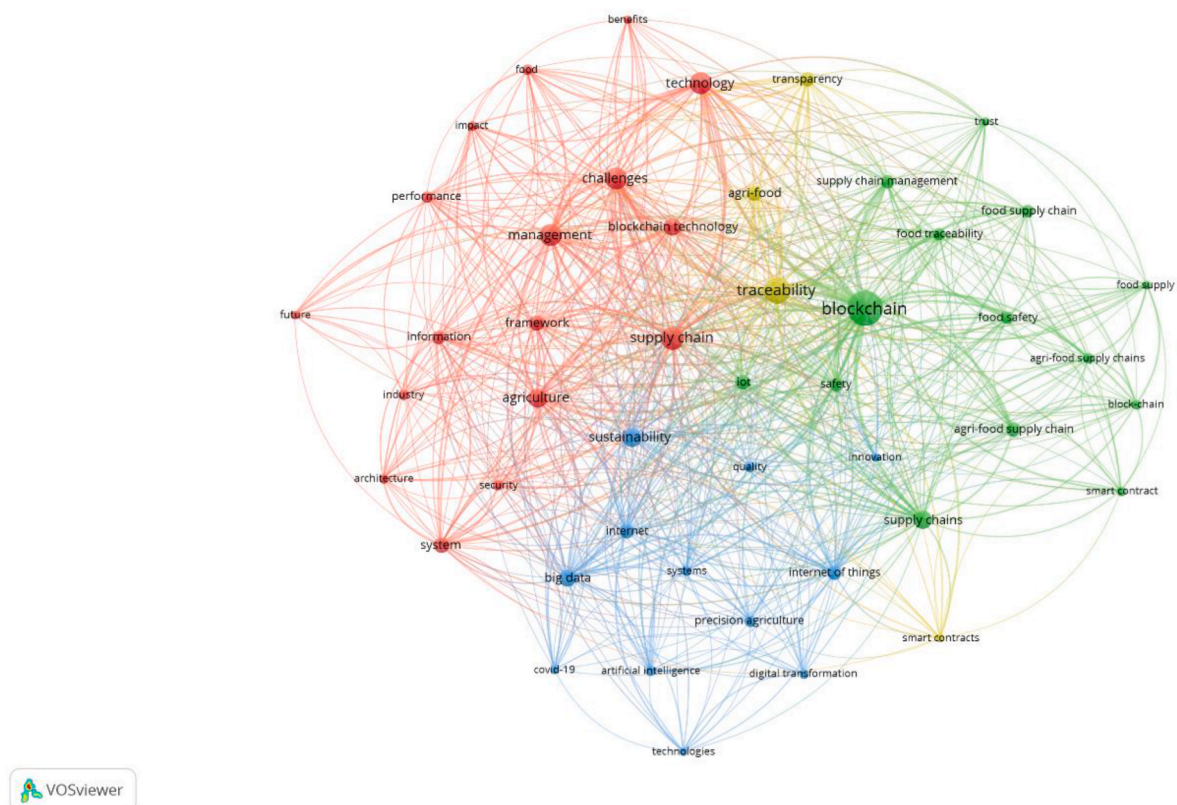 benefits
food
technology
transparency
impact
trust
challenges
supply chain management
performance
agri-food
food supply chain
blockchain technology
management
food traceability
traceability
food supply
blockchain
future
food safety
framework
information
supply chain
agri-food supply chains
iot
safety
industry
agriculture
block-chain
agri-food supply chain
sustainability
innovation
quality
architecture
security
smart contract
supply chains
internet
system
systems
internet of things
big data
precision agriculture
smart contracts
covid-19
artificial intelligence
digital transformation
technologies
VOSviewer